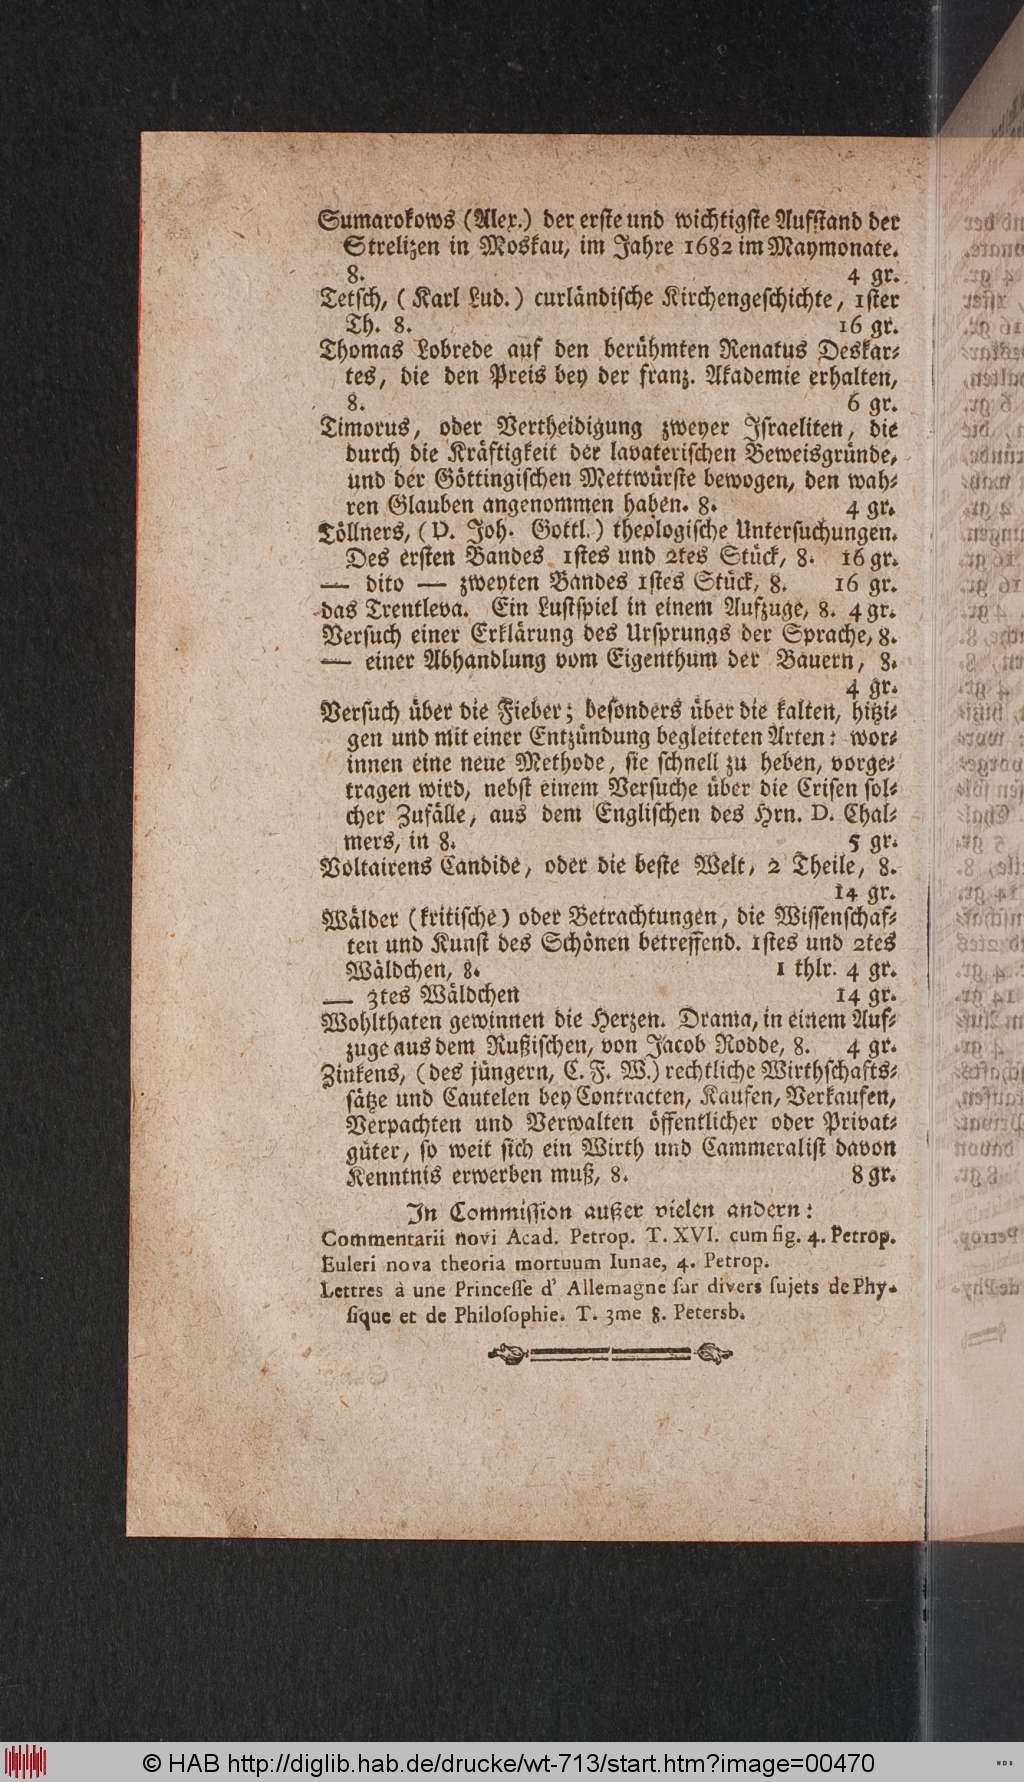 Sumarokows (Alex.) der erste und wichtigste Aufstand der
Strelizen in Moskau, im Jahre 1682 im Maymonate.
8. 4 gr.
Tetsch, (Karl Lud.) curländische Kirchengeschichte, 1ster
Th. 8. 16 gr.
Thomas Lobrede auf den berühmten Renatus Deskar-
tes, die den Preis bey der franz. Akademie erhalten,
8. 6 gr.
Timorus, oder Vertheidigung zweyer Israeliten, die
durch die Kräftigkeit der lavaterischen Beweisgründe,
und der Göttingischen Mettwürste bewogen, den wah-
ren Glauben angenommen haben. 8. 4 gr.
Töllners, (D. Joh. Gottl.) theologische Untersuchungen.
Des ersten Bandes 1stes und 2tes Stück, 8. 16 gr.
— dito — zweyten Bandes 1stes Stück, 8. 16 gr.
das Trentleva. Ein Lustspiel in einem Aufzuge, 8. 4 gr.
Versuch einer Erklärung des Ursprungs der Sprache, 8.
— einer Abhandlung vom Eigenthum der Bauern, 8.
4 gr.
Versuch über die Fieber; besonders über die kalten, hitzi-
gen und mit einer Entzündung begleiteten Arten: wor-
innen eine neue Methode, sie schnell zu heben, vorge-
tragen wird, nebst einem Versuche über die Crisen sol-
cher Zufälle, aus dem Englischen des Hrn. D. Chal-
mers, in 8. 5 gr.
Voltairens Candide, oder die beste Welt, 2 Theile, 8.
14 gr.
Wälder (kritische) oder Betrachtungen, die Wissenschaf-
ten und Kunst des Schönen betreffend. 1stes und 2tes
Wäldchen, 8. 1 thlr. 4 gr.
— 3tes Wäldchen 14 gr.
Wohlthaten gewinnen die Herzen. Drama, in einem Auf-
zuge aus dem Rußischen, von Jacob Rodde, 8. 4 gr.
Zinkens, (des jüngern, C. F. W.) rechtliche Wirthschafts-
sätze und Cautelen bey Contracten, Kaufen, Verkaufen,
Verpachten und Verwalten öffentlicher oder Privat-
güter, so weit sich ein Wirth und Cammeralist davon
Kenntnis erwerben muß, 8. 8 gr.
In Commission außer vielen andern:
Commentarii novi Acad. Petrop. T. XVI. cum fig. 4. Petrop.
Euleri nova theoria mortuum lunae, 4. Petrop.
Lettres à une Princesse d' Allemagne sur divers sujets de Phy-
sique et de Philosophie. T. 3me 8. Petersb.
© HAB http://diglib.hab.de/drucke/wt-713/start.htm?image=00470